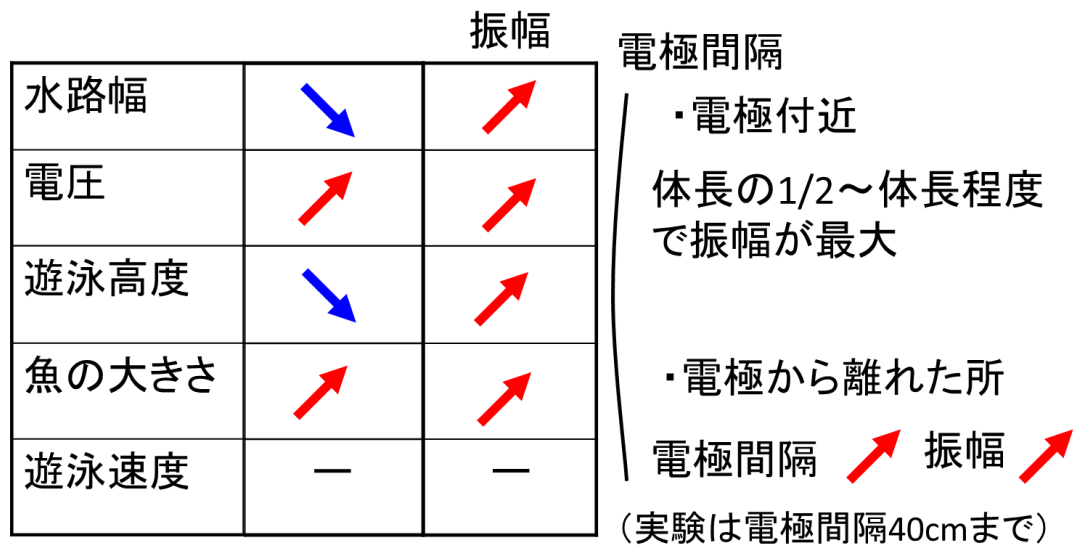 振幅
水路幅
電圧
遊泳高度
魚の大きさ
遊泳速度 － －
電極間隔
・電極付近
体長の1/2～体長程度
で振幅が最大
・電極から離れた所
電極間隔 振幅
（実験は電極間隔40cmまで）